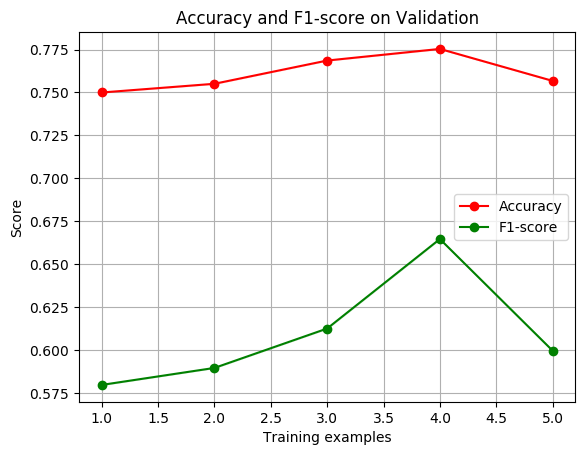 Accuracy and F1-score on Validation
0.775
0.750
0.725
0.700
0.675
0.650
0.625
0.600
0.575
Score
Accuracy
F1-score
1.0 1.5 2.0 2.5 3.0 3.5 4.0 4.5 5.0
Training examples